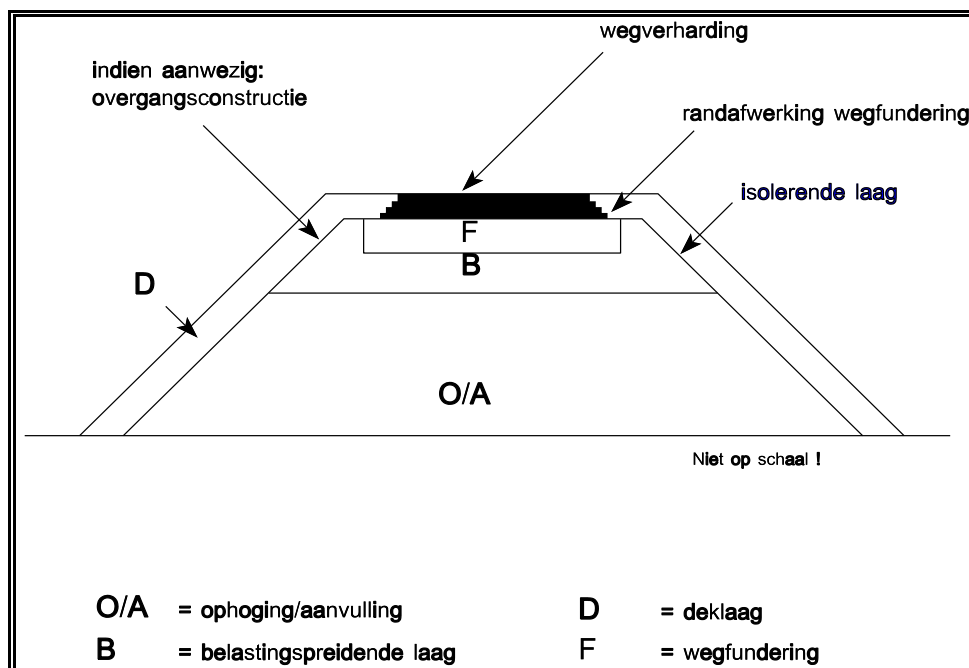 wegverharding
indien aanwezig:
overgangsconstructie
randafwerking wegfundering
isolerende laag
F
B
D
O/A
Niet op schaal !
O/A = ophoging/aanvulling D = deklaag
B = belastingspreidende laag F = wegfundering